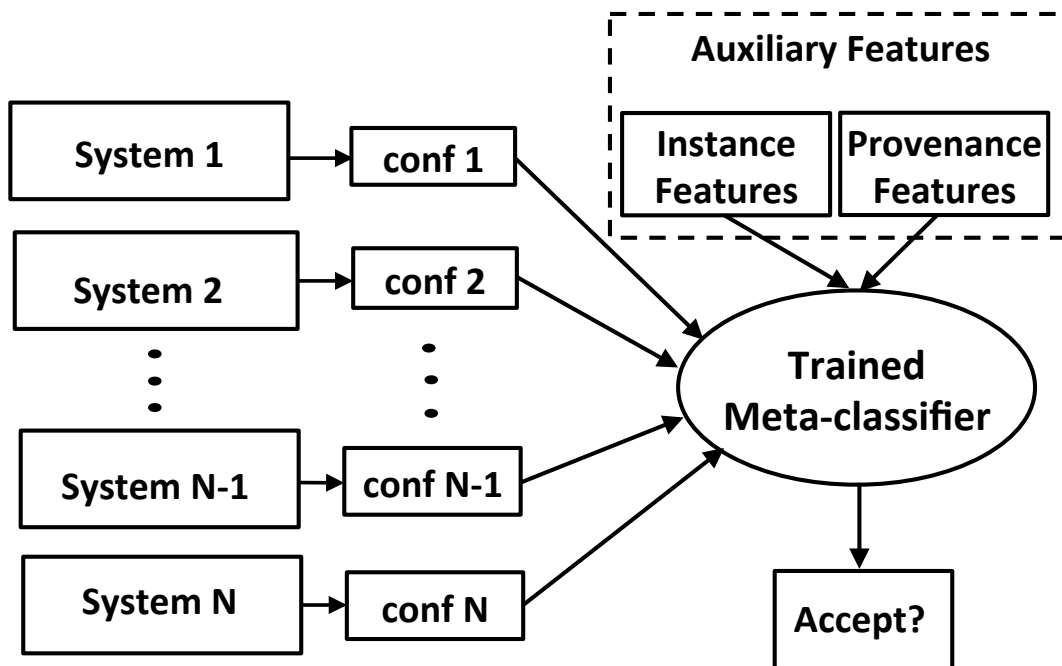 Auxiliary Features
Instance
Features
Provenance
Features
System 1
conf 1
System 2
conf 2
System N-1
conf N-1
System N
conf N
Trained
Meta-classifier
Accept?